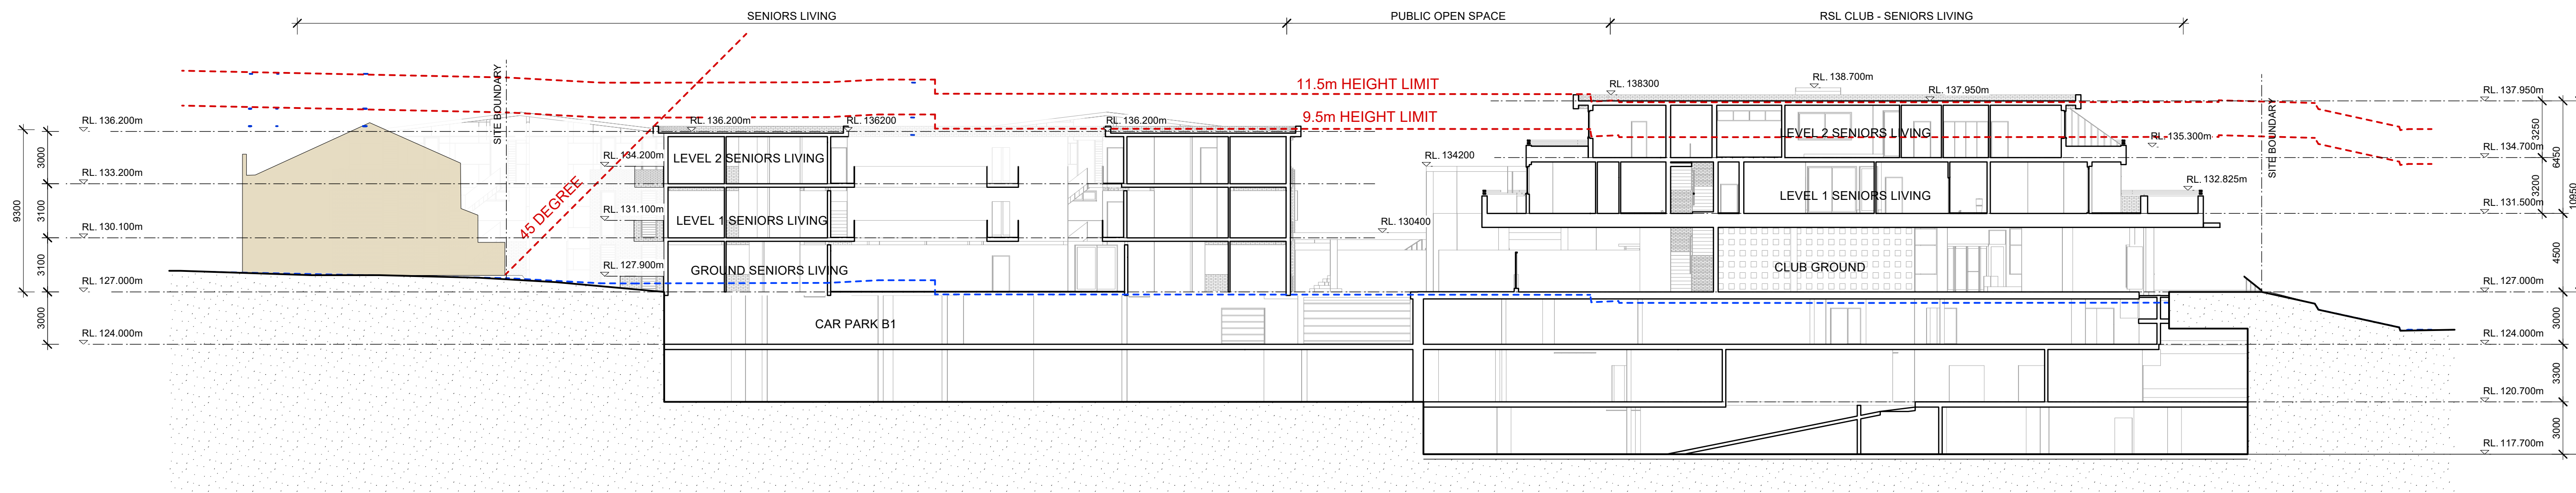 SENIORS LIVING
PUBLIC OPEN SPACE
RSL CLUB - SENIORS LIVING
SITE BOUNDARY
11.5m HEIGHT LIMIT
9.5m HEIGHT LIMIT
45 DEGREE
RL. 138300
RL. 138.700m
RL. 137.950m
RL. 137.950m
SITE BOUNDARY
RL. 136.200m
RL. 136.200m
RL. 136200
RL. 136.200m
LEVEL 2 SENIORS LIVING
RL. 135.300m
RL. 134.700m
RL. 134.200m
LEVEL 2 SENIORS LIVING
RL. 134200
RL. 133.200m
RL. 132.825m
LEVEL 1 SENIORS LIVING
RL. 131.500m
RL. 131.100m
LEVEL 1 SENIORS LIVING
RL. 130400
RL. 130.100m
RL. 127.900m
GROUND SENIORS LIVING
CLUB GROUND
RL. 127.000m
RL. 127.000m
CAR PARK B1
RL. 124.000m
RL. 124.000m
RL. 120.700m
RL. 117.700m
9300
3000
3100
3100
3000
3250
3200
6450
10950
4500
3000
3300
3000